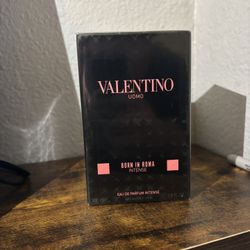 VALENTINO
UOMO
BORN IN ROMA
INTENSE
EAU DE PARFUM INTENSE